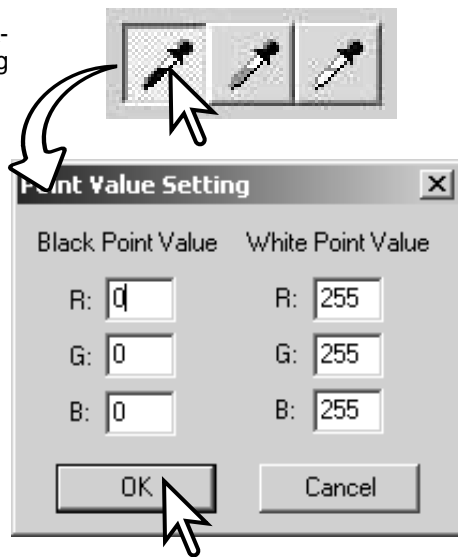 -
g
Point Value Setting
Black Point Value White Point Value
R: 0 R: 255
G: 0 G: 255
B: 0 B: 255
OK Cancel